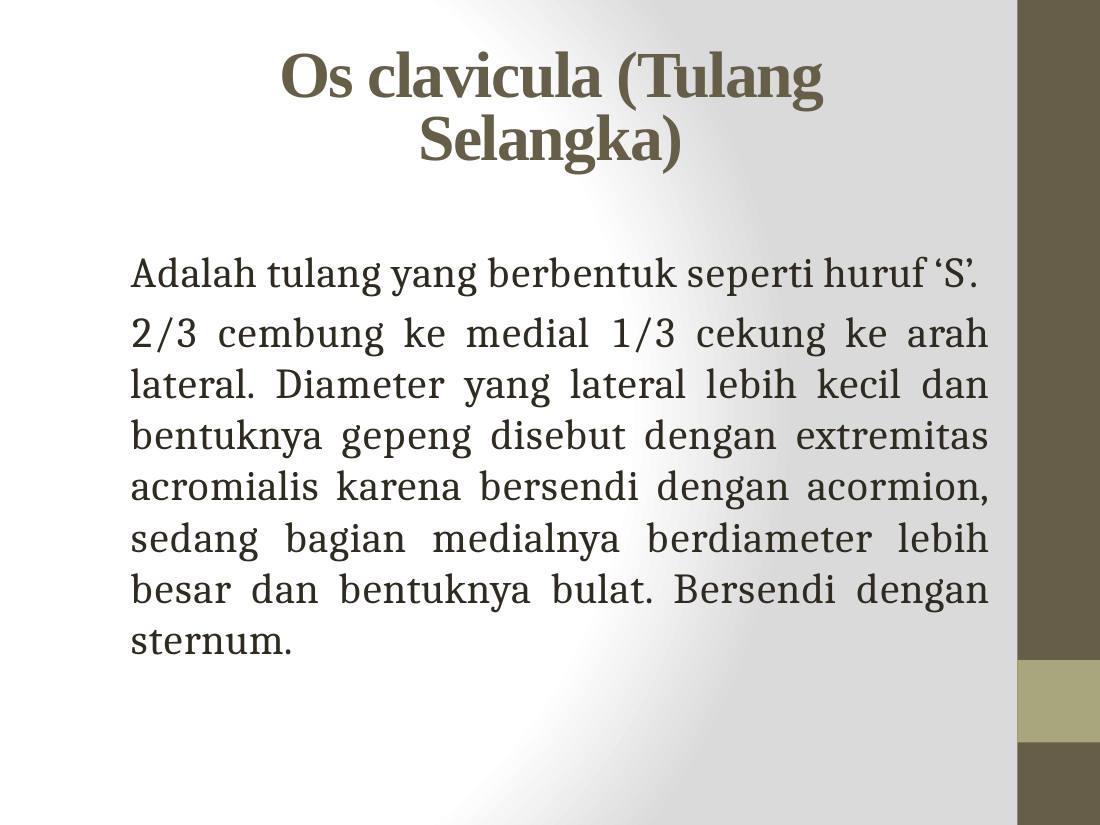 Os clavicula (Tulang
Selangka)
Adalah tulang yang berbentuk seperti huruf ‘S’.
2/3 cembung ke medial 1/3 cekung ke arah
lateral. Diameter yang lateral lebih kecil dan
bentuknya gepeng disebut dengan extremitas
acromialis karena bersendi dengan acormion,
sedang bagian medialnya berdiameter lebih
besar dan bentuknya bulat. Bersendi dengan
sternum.